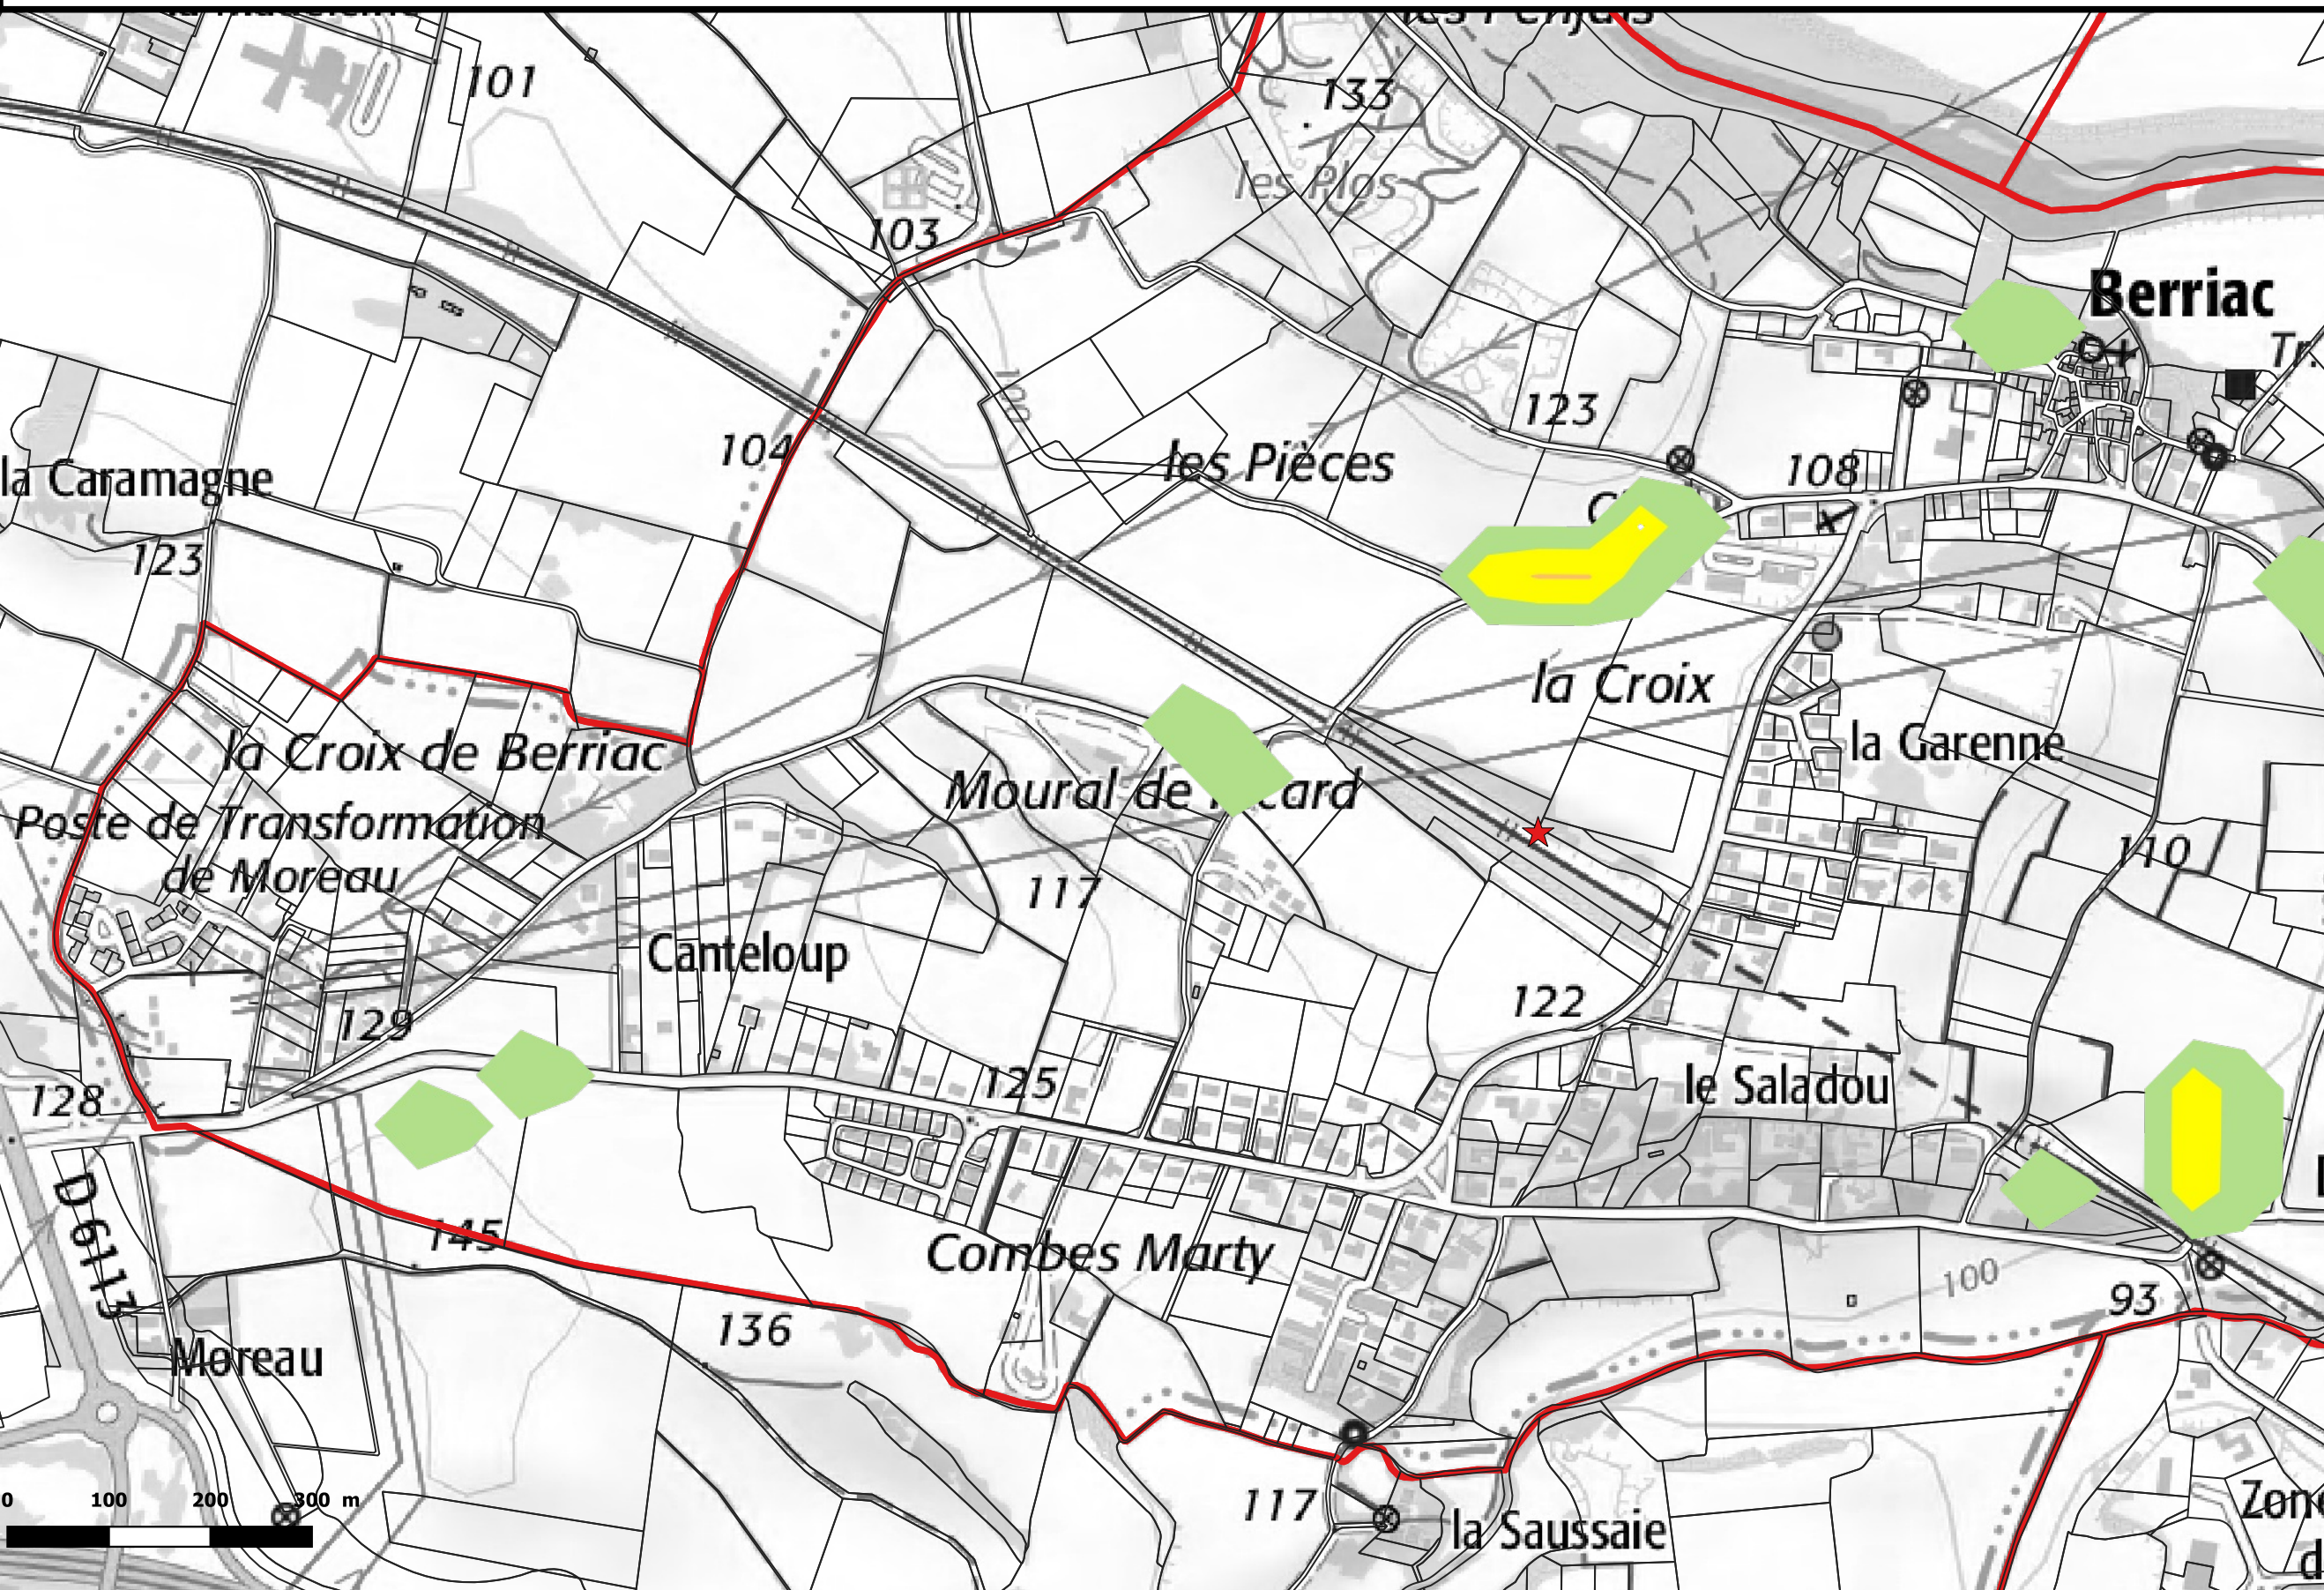 101
133
les Plos
103
Berriac
100
123
104
les Pièces
108
la Caramagne
123
la Croix
la Garenne
la Croix de Berriac
Moural de
Poste de Transformation
de Moreau
110
117
Canteloup
122
129
125
le Saladou
128
D 6113
145
Combes Marty
100
93
136
Moreau
0 100 200 300 m
117
la Saussaie